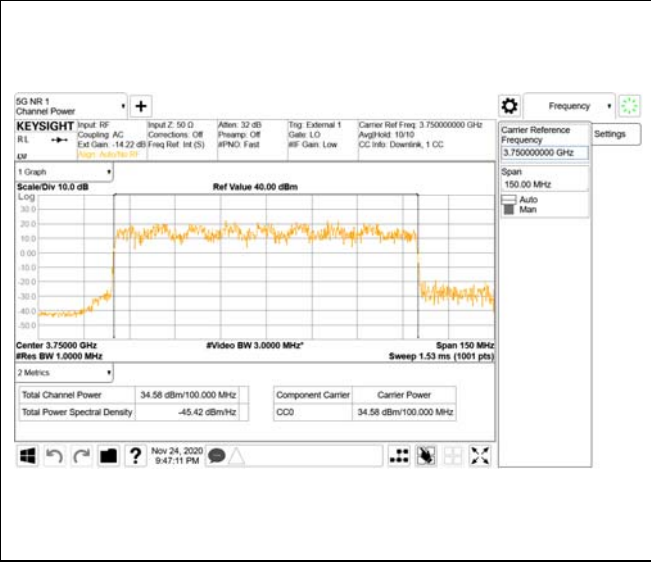 5G NR 1
Channel Power
Frequency
KEYSIGHT
RL
Input: RF
Coupling: AC
Ext Gain: -14.22 dB
Align: Auto/No RF
Input Z: 50 Ω
Corrections: Off
Freq Ref: Int (S)
Atten: 32 dB
Preamp: Off
#PNO: Fast
Trig: External 1
Gate: LO
#IF Gain: Low
Carrier Ref Freq: 3.750000000 GHz
Avg|Hold: 10/10
CC Info: Downlink, 1 CC
Carrier Reference
Frequency
3.750000000 GHz
Settings
Span
150.00 MHz
Auto
Man
1 Graph
Scale/Div 10.0 dB
Ref Value 40.00 dBm
Log
30.0
20.0
10.0
0.00
-10.0
-20.0
-30.0
-40.0
-50.0
Center 3.75000 GHz
#Video BW 3.0000 MHz*
Span 150 MHz
#Res BW 1.0000 MHz
Sweep 1.53 ms (1001 pts)
2 Metrics
Total Channel Power
34.58 dBm/100.000 MHz
Total Power Spectral Density
-45.42 dBm/Hz
Component Carrier
Carrier Power
CC0
34.58 dBm/100.000 MHz
?
Nov 24, 2020
9:47:11 PM